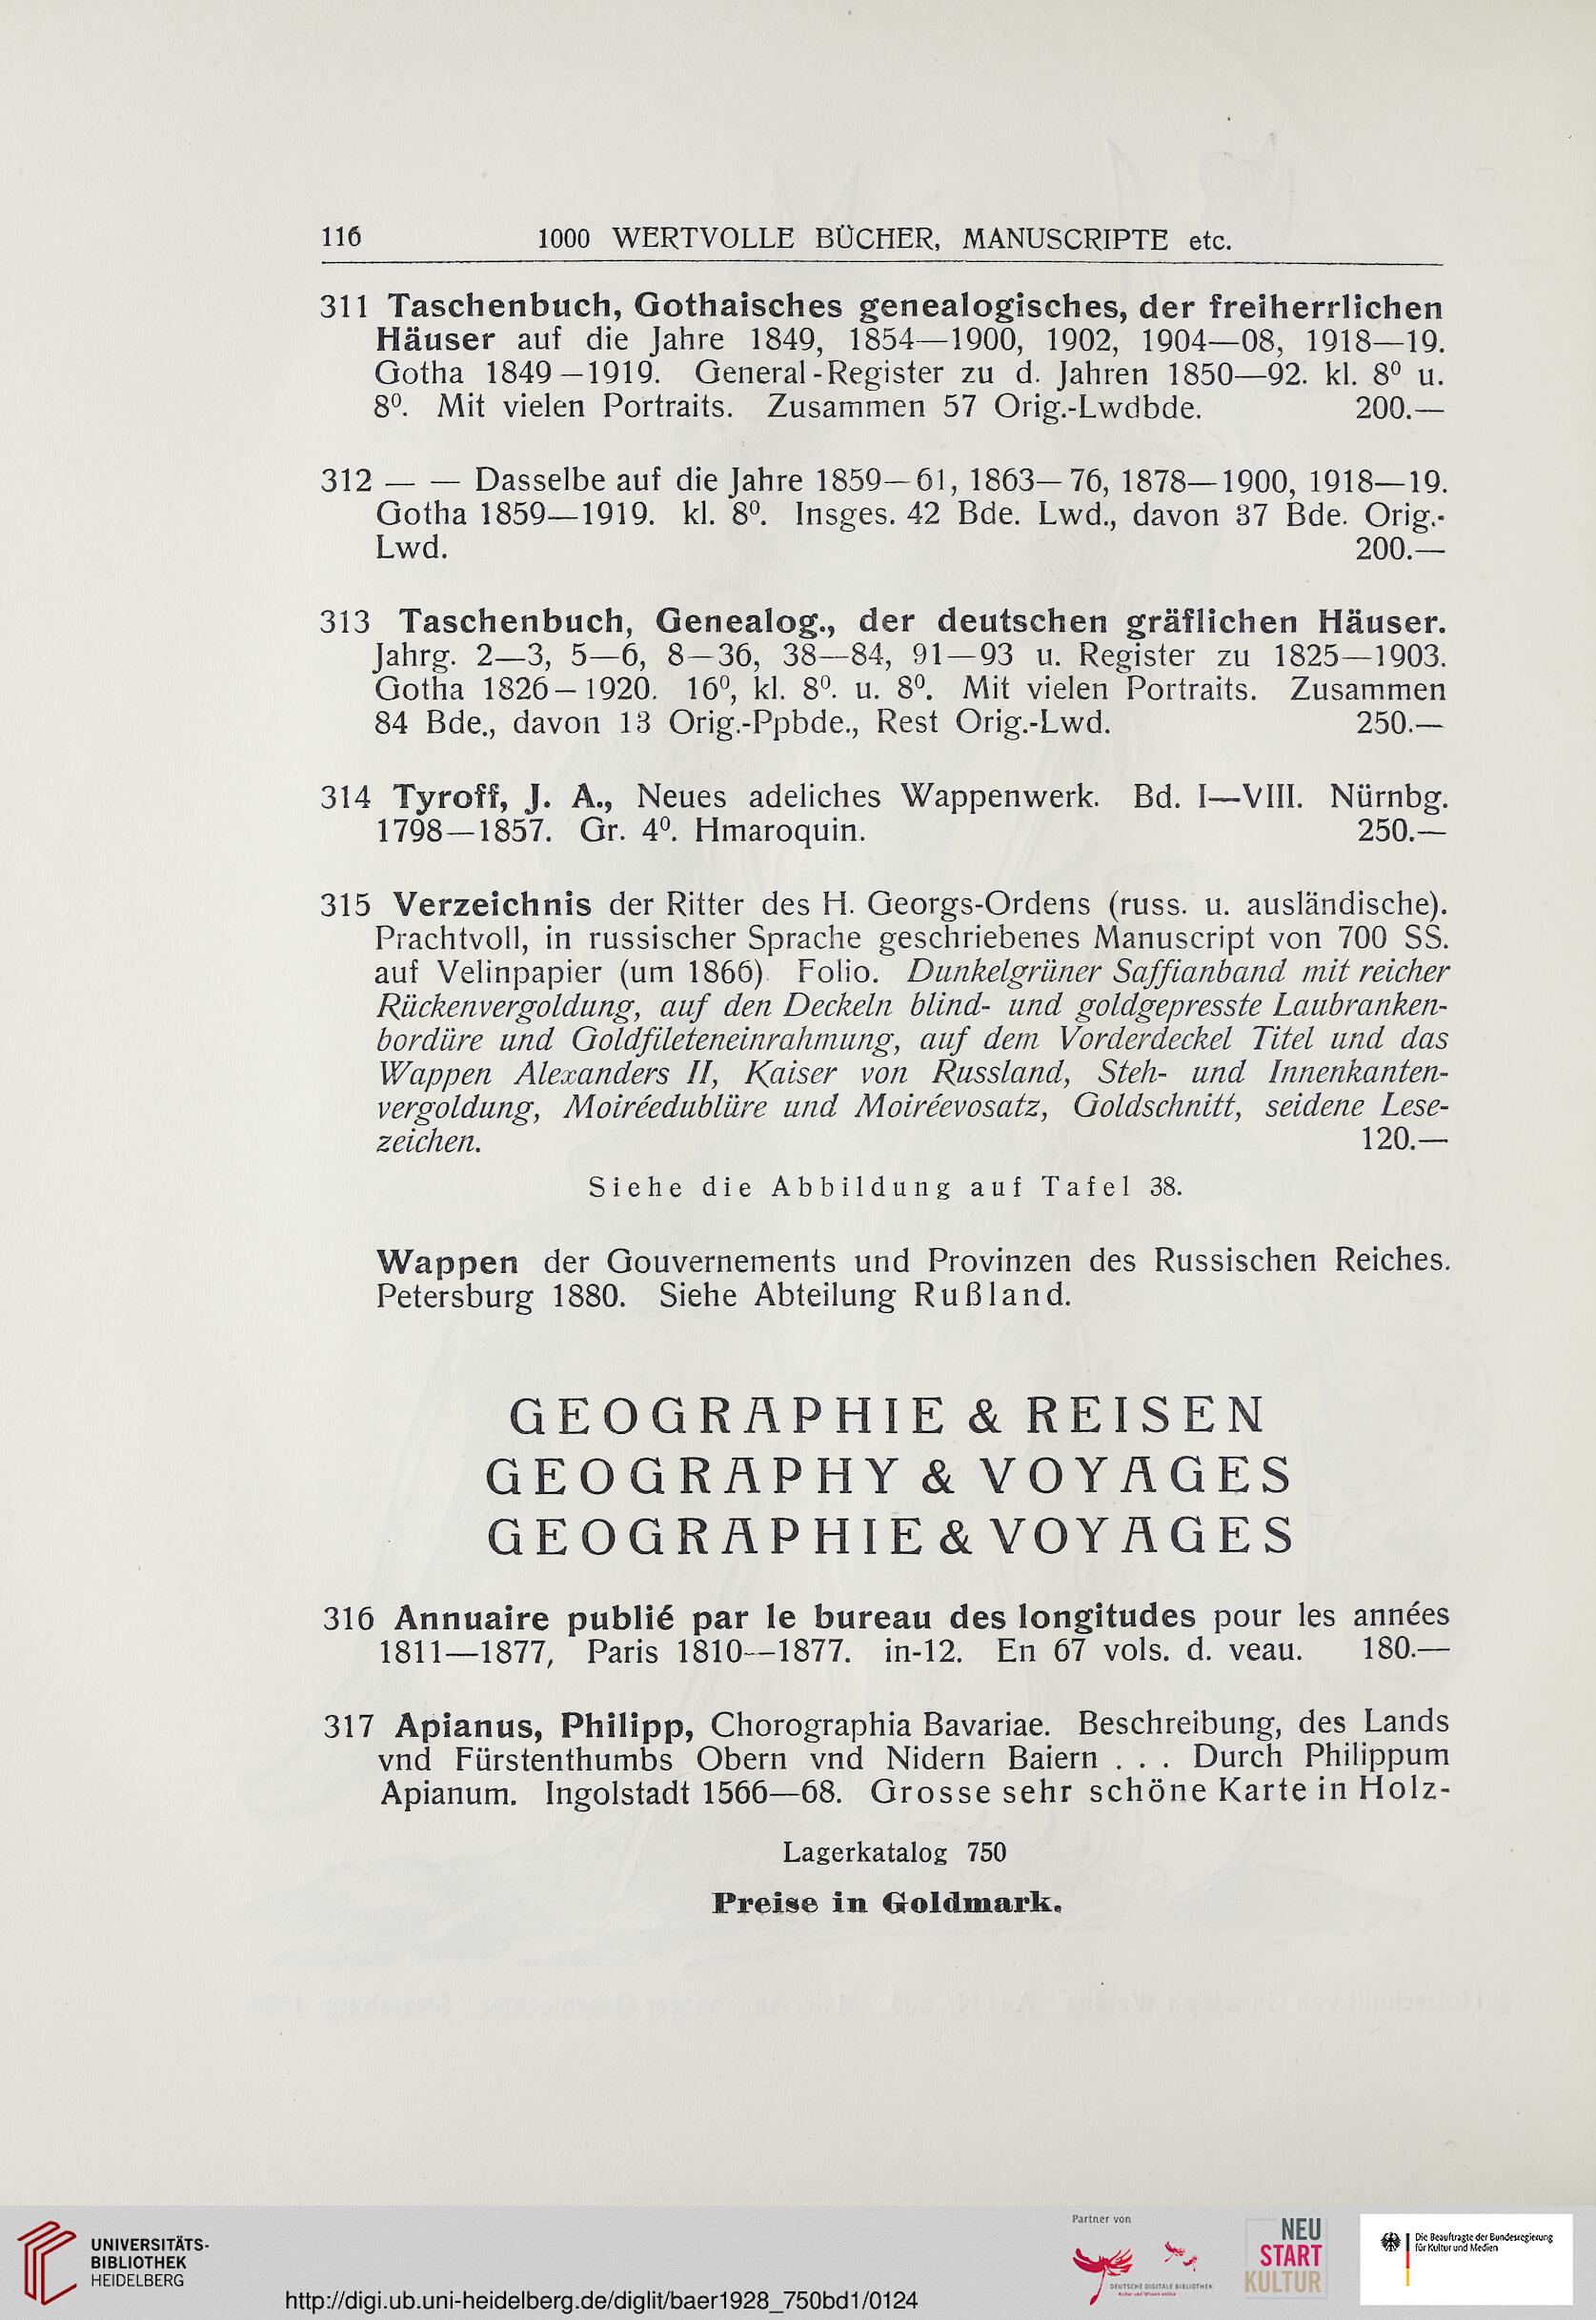 116 1000 WERTVOLLE BÜCHER, MANUSCRIPTE etc.
311 Taschenbuch, Gothaisches genealogisches, der freiherrlichen
Häuser auf die Jahre 1849, 1854—1900, 1902, 1904—08, 1918—19.
Gotha 1849—1919. General-Register zu d. Jahren 1850—92. kl. 8⁰ u.
8⁰. Mit vielen Portraits. Zusammen 57 Orig.-Lwdbde. 200.—
312 — — Dasselbe auf die Jahre 1859—61, 1863—76, 1878—1900, 1918—19.
Gotha 1859—1919. kl. 8⁰. Insges. 42 Bde. Lwd., davon 37 Bde. Orig.-
Lwd. 200.—
313 Taschenbuch, Genealog., der deutschen gräflichen Häuser.
Jahrg. 2—3, 5—6, 8—36, 38—84, 91—93 u. Register zu 1825—1903.
Gotha 1826—1920. 16⁰, kl. 8⁰. u. 8⁰. Mit vielen Portraits. Zusammen
84 Bde., davon 13 Orig.-Ppbde., Rest Orig.-Lwd. 250.—
314 Tyroff, J. A., Neues adeliches Wappenwerk. Bd. I—VIII. Nürnbg.
1798—1857. Gr. 4⁰. Hmaroquin. 250.—
315 Verzeichnis der Ritter des H. Georgs-Ordens (russ. u. ausländische).
Prachtvoll, in russischer Sprache geschriebenes Manuscript von 700 SS.
auf Velinpapier (um 1866). Folio. Dunkelgrüner Saffianband mit reicher
Rückenvergoldung, auf den Deckeln blind- und goldgepresste Laubranken-
bordüre und Goldfileteneinrahmung, auf dem Vorderdeckel Titel und das
Wappen Alexanders II, Kaiser von Russland, Steh- und Innenkanten-
vergoldung, Moiréedublüre und Moiréevosatz, Goldschnitt, seidene Lese-
zeichen. 120.—
Siehe die Abbildung auf Tafel 38.
Wappen der Gouvernements und Provinzen des Russischen Reiches.
Petersburg 1880. Siehe Abteilung Rußland.
GEOGRAPHIE & REISEN
GEOGRAPHY & VOYAGES
GEOGRAPHIE & VOYAGES
316 Annuaire publié par le bureau des longitudes pour les années
1811—1877, Paris 1810—1877. in-12. En 67 vols. d. veau. 180.—
317 Apianus, Philipp, Chorographia Bavariae. Beschreibung, des Lands
vnd Fürstenthumbs Obern vnd Nidern Baiern . . . Durch Philippum
Apianum. Ingolstadt 1566—68. Grosse sehr schöne Karte in Holz-
Lagerkatalog 750
Preise in Goldmark.
UNIVERSITÄTS-
BIBLIOTHEK
HEIDELBERG
http://digi.ub.uni-heidelberg.de/diglit/baer1928_750bd1/0124
Partner von
DEUTSCHE DIGITALE BIBLIOTHEK
Kultur und Wissen online
NEU
START
KULTUR
Die Beauftragte der Bundesregierung
für Kultur und Medien